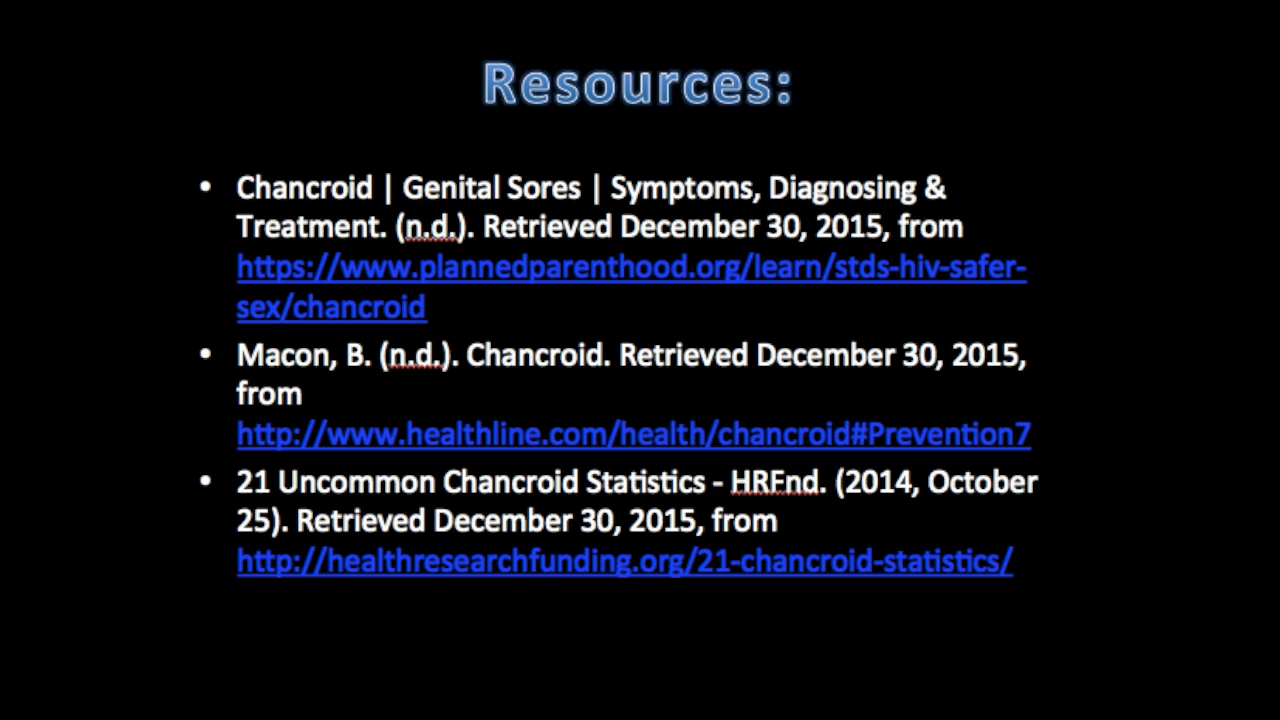 Resources:
• Chancroid | Genital Sores | Symptoms, Diagnosing &
Treatment. (n.d.). Retrieved December 30, 2015, from
https://www.plannedparenthood.org/learn/stds-hiv-safer-
sex/chancroid
• Macon, B. (n.d.). Chancroid. Retrieved December 30, 2015,
from
http://www.healthline.com/health/chancroid#Prevention7
• 21 Uncommon Chancroid Statistics - HRFnd. (2014, October
25). Retrieved December 30, 2015, from
http://healthresearchfunding.org/21-chancroid-statistics/